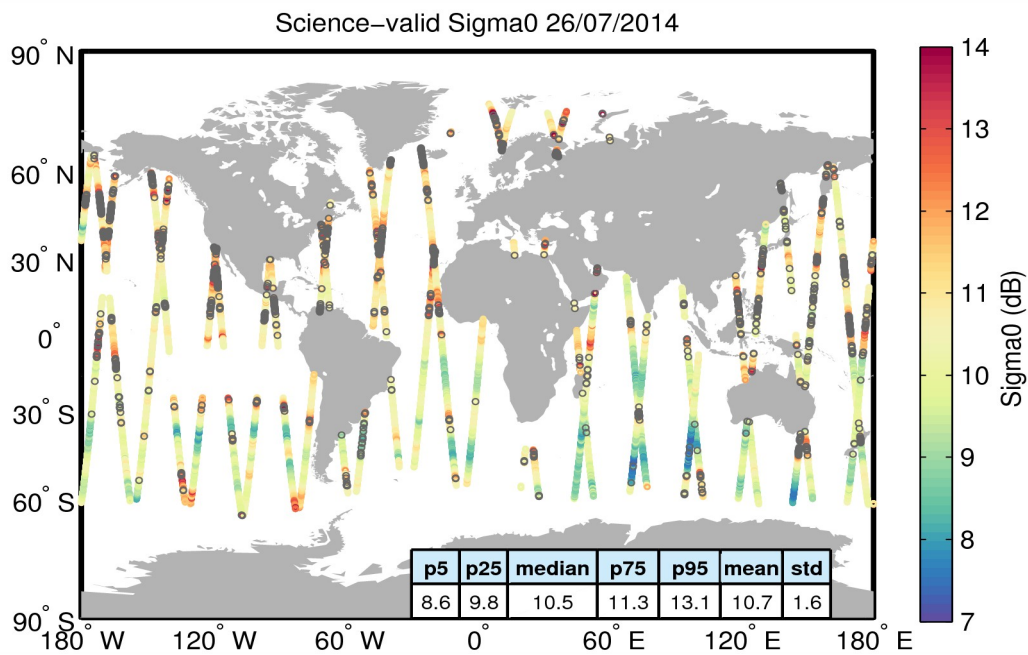 Science−valid Sigma0 26/07/2014
90° N
60° N
30° N
0°
30° S
60° S
90° S
180° W
120° W
60° W
0°
60° E
120° E
180° E
p5 p25 median p75 p95 mean std
8.6 9.8 10.5 11.3 13.1 10.7 1.6
14
13
12
11
10
9
8
7
Sigma0 (dB)